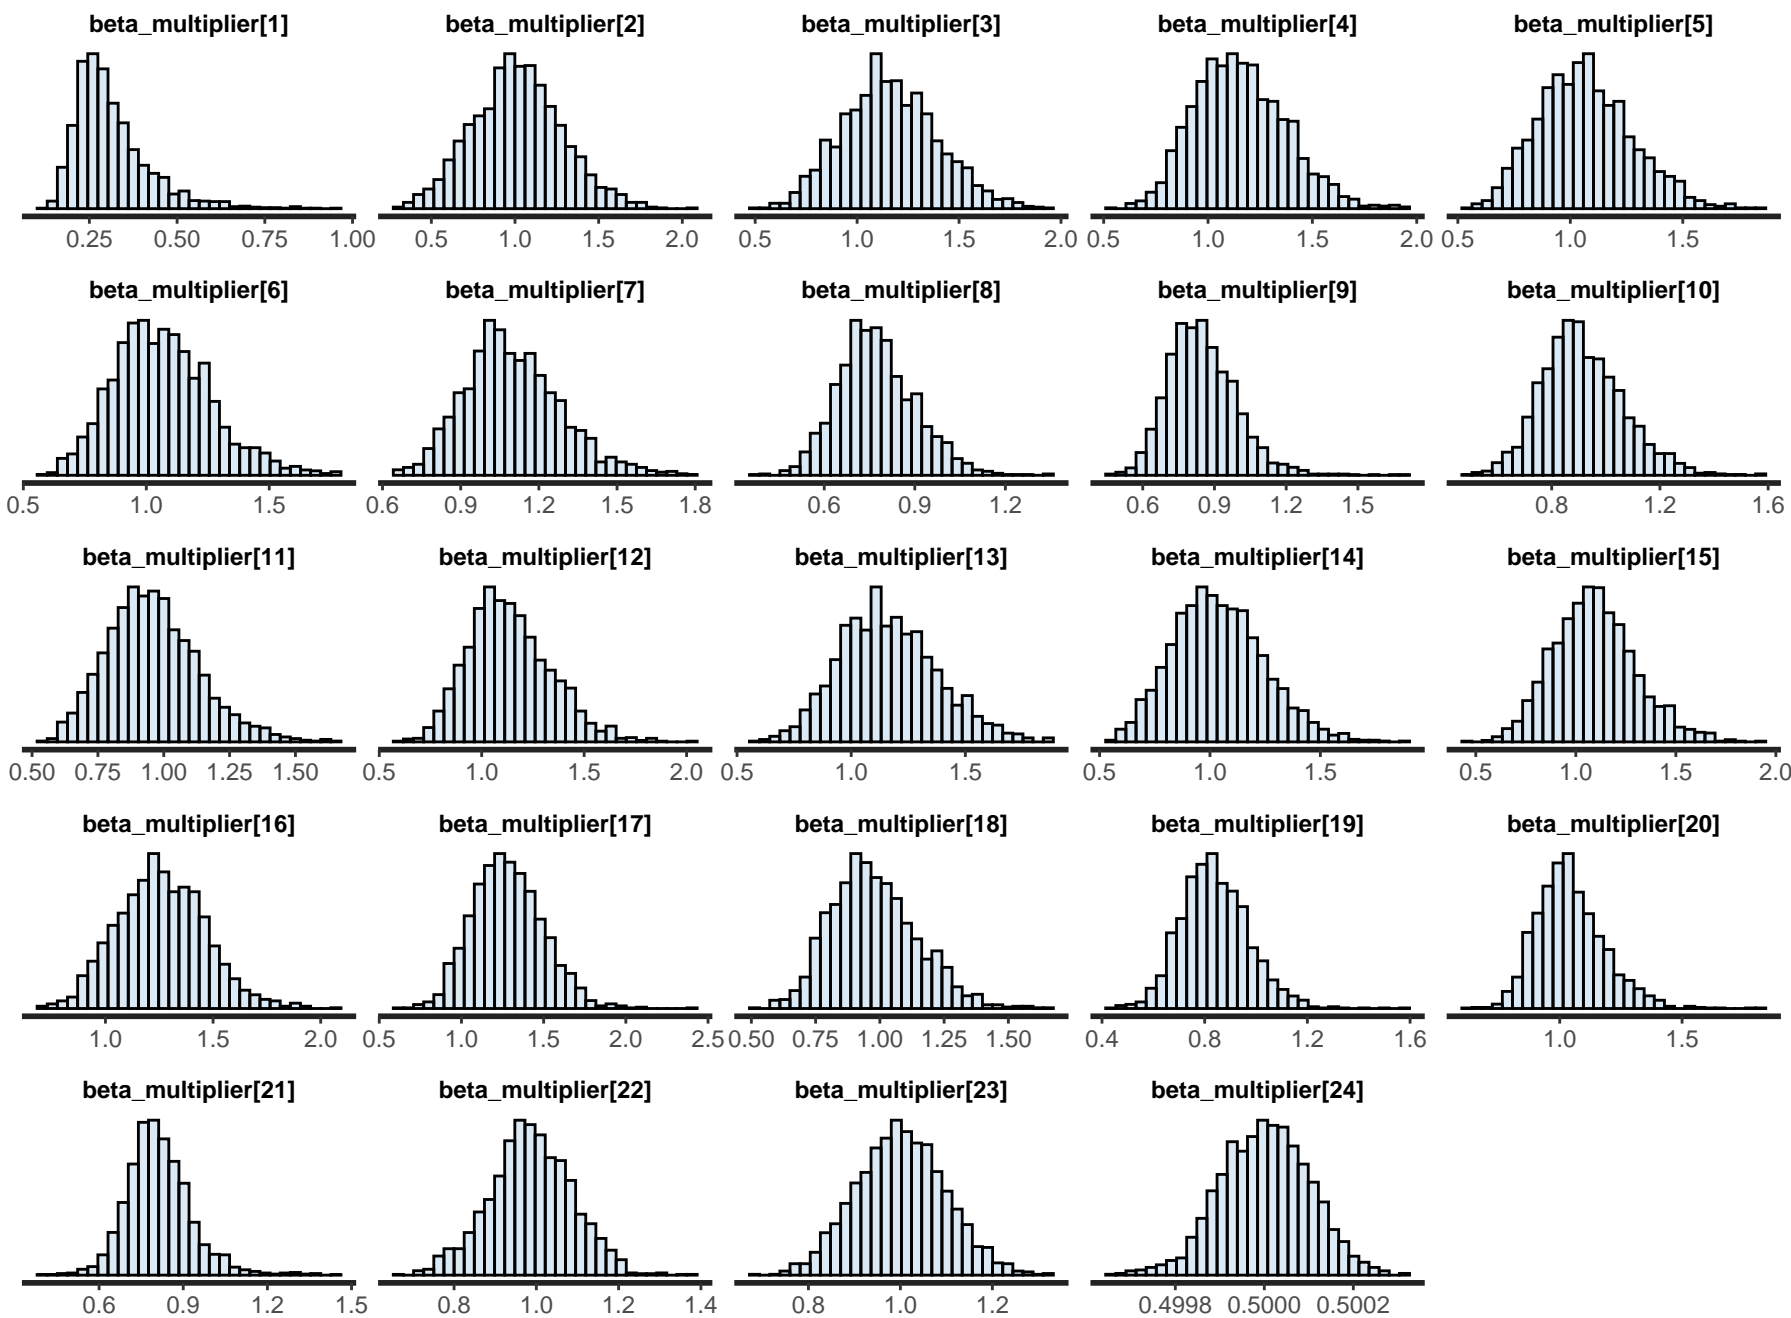 beta_multiplier[1] beta_multiplier[2] beta_multiplier[3] beta_multiplier[4] beta_multiplier[5]
0.25 0.50 0.75 1.00 0.5 1.0 1.5 2.0 0.5 1.0 1.5 2.0 0.5 1.0 1.5 2.0 0.5 1.0 1.5
beta_multiplier[6] beta_multiplier[7] beta_multiplier[8] beta_multiplier[9] beta_multiplier[10]
0.5 1.0 1.5 0.6 0.9 1.2 1.5 1.8 0.6 0.9 1.2 0.6 0.9 1.2 1.5 0.8 1.2 1.6
beta_multiplier[11] beta_multiplier[12] beta_multiplier[13] beta_multiplier[14] beta_multiplier[15]
0.50 0.75 1.00 1.25 1.50 0.5 1.0 1.5 2.0 0.5 1.0 1.5 0.5 1.0 1.5 0.5 1.0 1.5 2.0
beta_multiplier[16] beta_multiplier[17] beta_multiplier[18] beta_multiplier[19] beta_multiplier[20]
1.0 1.5 2.0 0.5 1.0 1.5 2.0 2.5 0.50 0.75 1.00 1.25 1.50 0.4 0.8 1.2 1.6 1.0 1.5
beta_multiplier[21] beta_multiplier[22] beta_multiplier[23] beta_multiplier[24]
0.6 0.9 1.2 1.5 0.8 1.0 1.2 1.4 0.8 1.0 1.2 0.4998 0.5000 0.5002